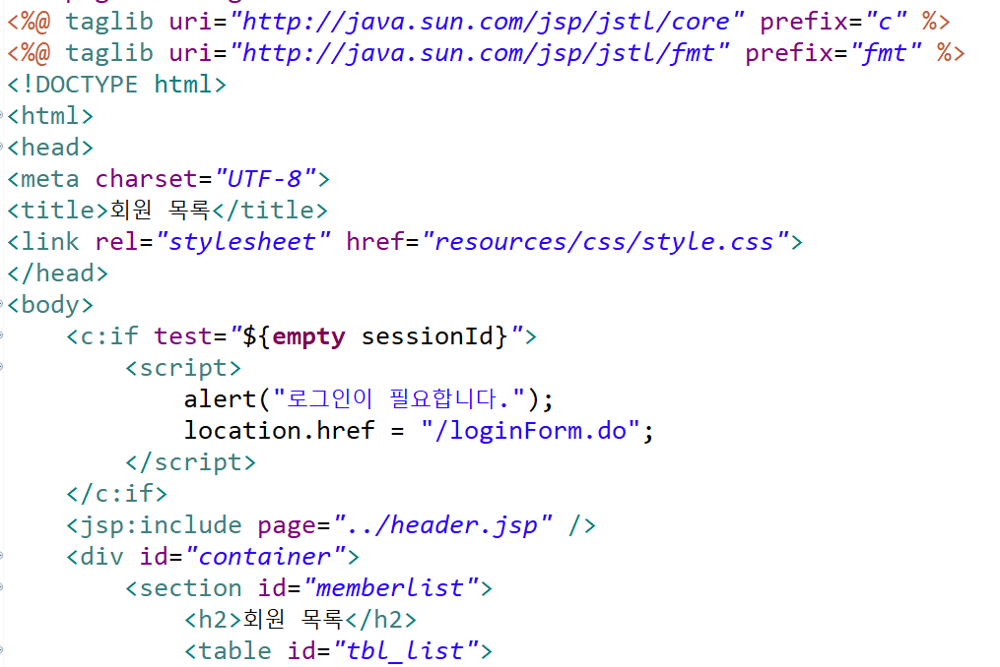 <%@ taglib uri="http://java.sun.com/jsp/jstl/core" prefix="c" %>
<%@ taglib uri="http://java.sun.com/jsp/jstl/fmt" prefix="fmt" %>
<!DOCTYPE html>
<html>
<head>
<meta charset="UTF-8">
<title>회원 목록</title>
<link rel="stylesheet" href="resources/css/style.css">
</head>
<body>
    <c:if test="${empty sessionId}">
        <script>
            alert("로그인이 필요합니다.");
            location.href = "/loginForm.do";
        </script>
    </c:if>
    <jsp:include page="../header.jsp" />
    <div id="container">
        <section id="memberlist">
            <h2>회원 목록</h2>
            <table id="tbl_list">